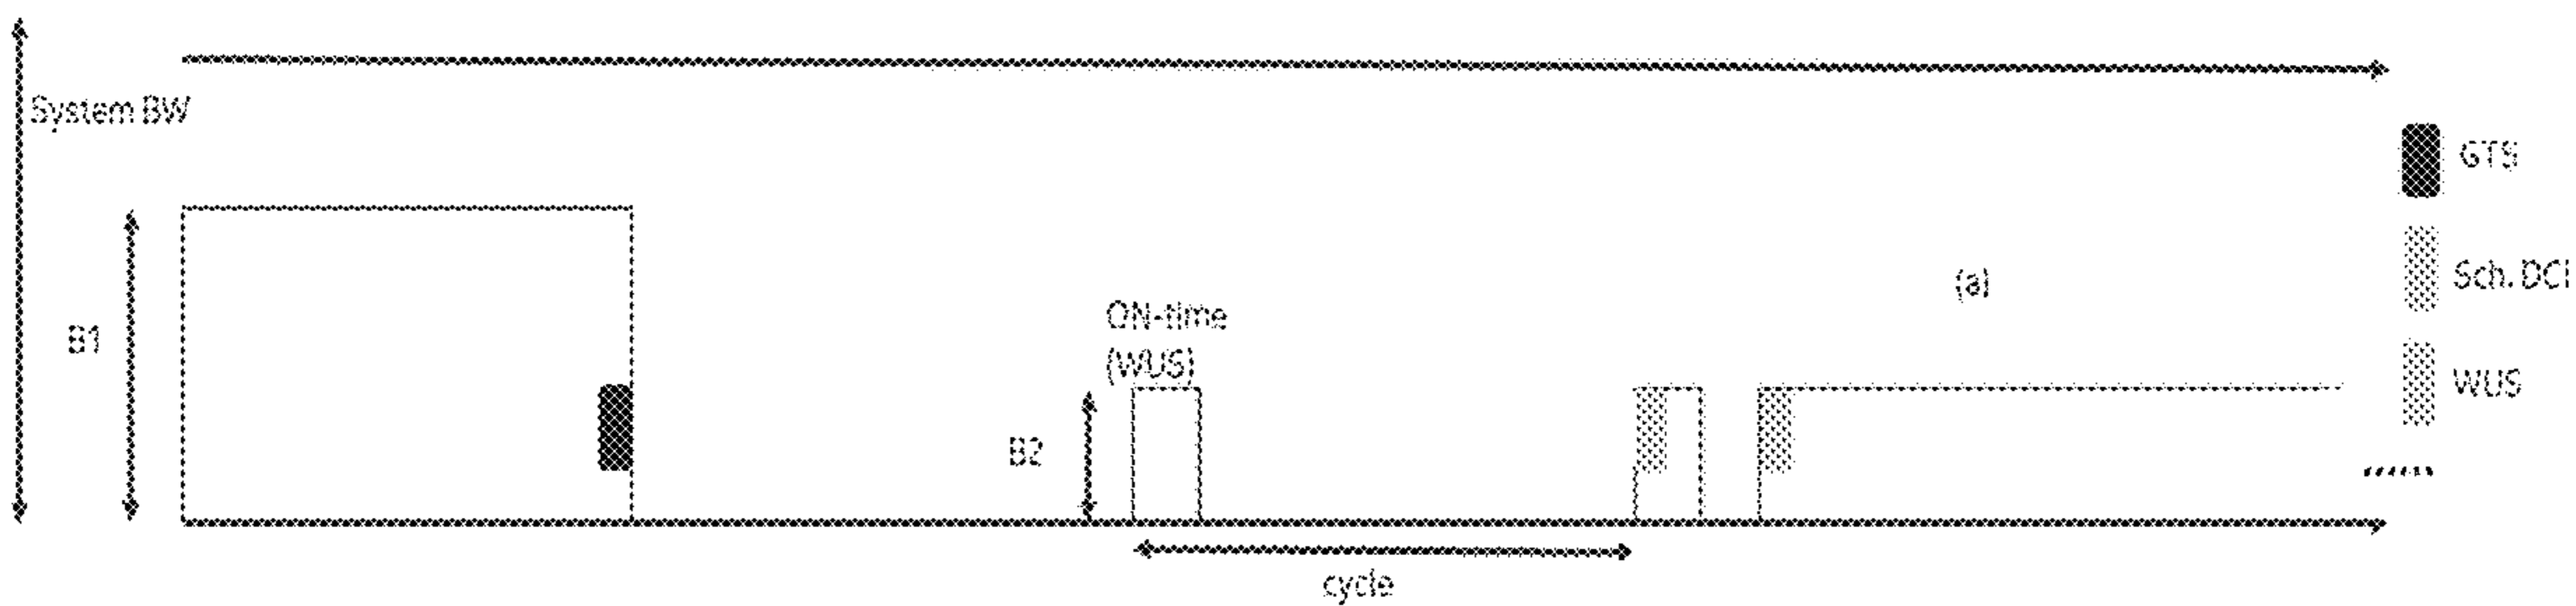 System BW
GTS
Sch. DCI
(a)
ON-time
(WUS)
B1
WUS
B2
cycle